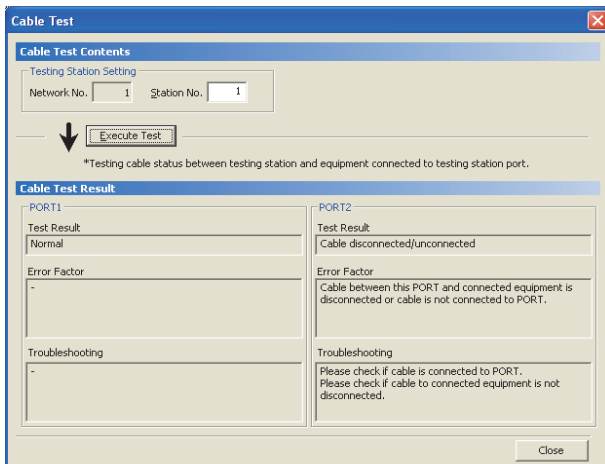 Cable Test
Cable Test Contents
Testing Station Setting
Network No. 1 Station No. 1
Execute Test
*Testing cable status between testing station and equipment connected to testing station port.
Cable Test Result
PORT1
Test Result
Normal
Error Factor
-
Troubleshooting
-
PORT2
Test Result
Cable disconnected/unconnected
Error Factor
Cable between this PORT and connected equipment is
disconnected or cable is not connected to PORT.
Troubleshooting
Please check if cable is connected to PORT.
Please check if cable to connected equipment is not
disconnected.
Close